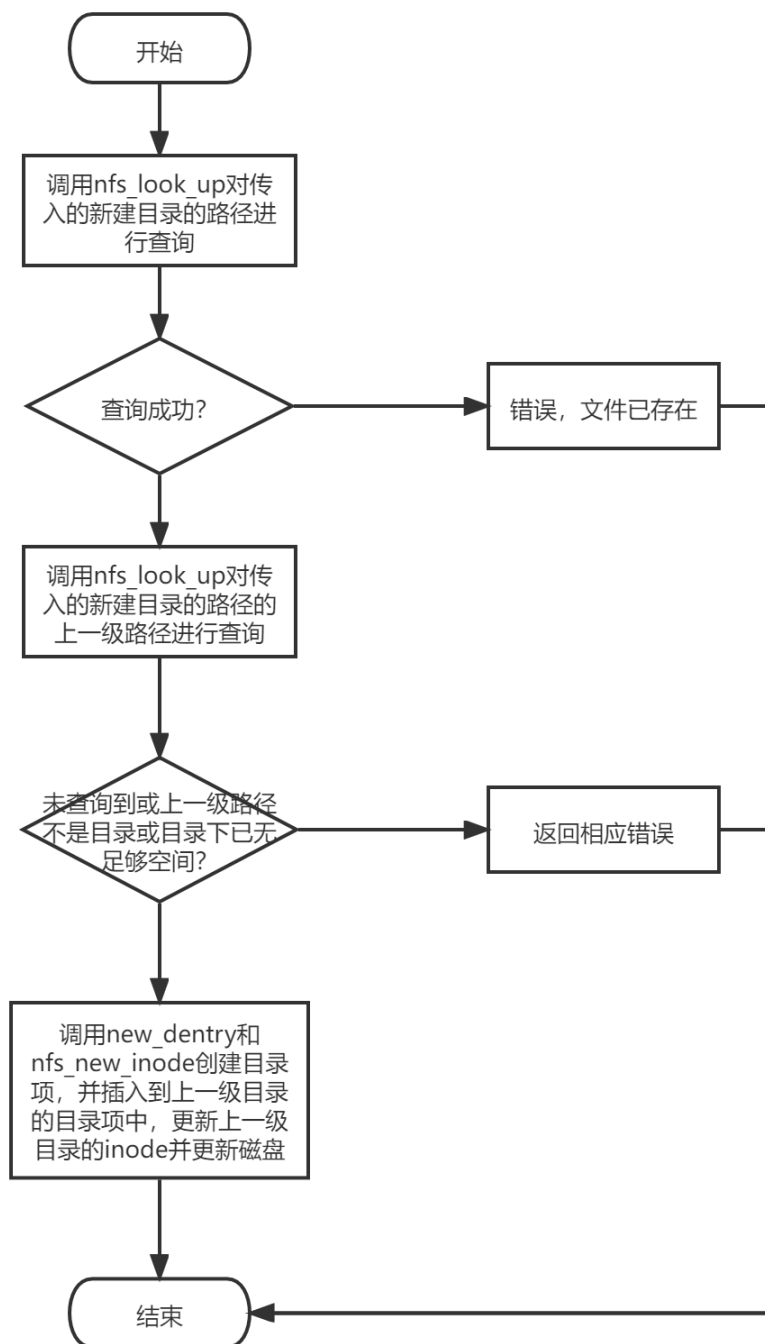 开始
调用nfs_look_up对传
入的新建目录的路径进
行查询
查询成功？
错误，文件已存在
调用nfs_look_up对传
入的新建目录的路径的
上一级路径进行查询
未查询到或上一级路径
不是目录或目录下已无
足够空间？
返回相应错误
调用new_dentry和
nfs_new_inode创建目录
项，并插入到上一级目录
的目录项中，更新上一级
目录的inode并更新磁盘
结束